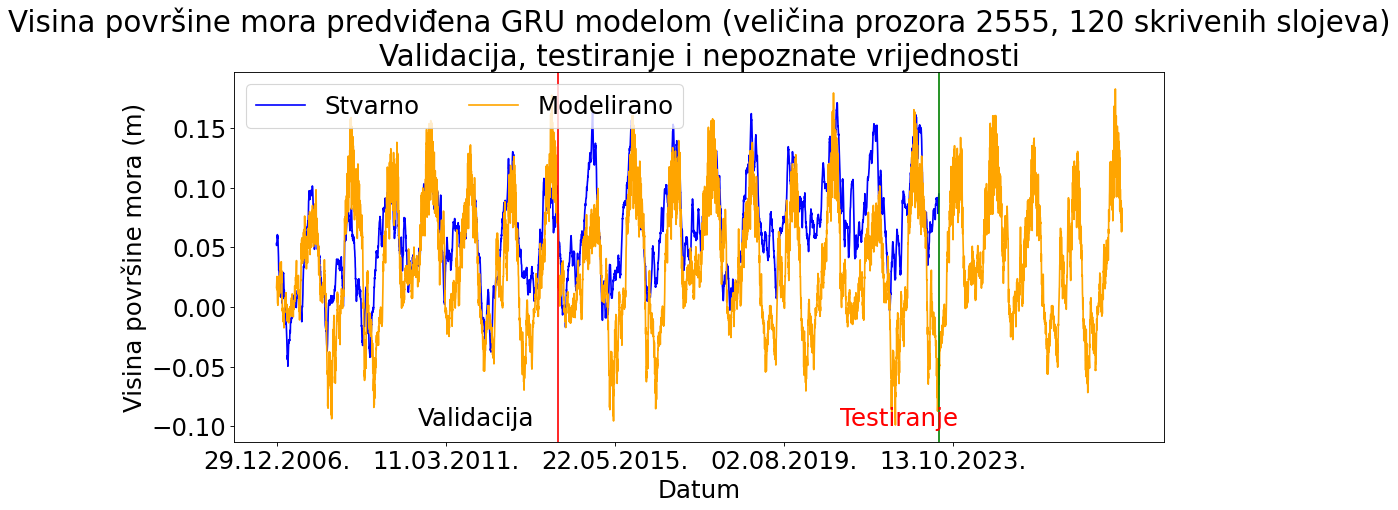 Visina površine mora predviđena GRU modelom (veličina prozora 2555, 120 skrivenih slojeva)
Validacija, testiranje i nepoznate vrijednosti
Stvarno
Modelirano
Visina površine mora (m)
0.15
0.10
0.05
0.00
−0.05
−0.10
Validacija
Testiranje
29.12.2006.
11.03.2011.
22.05.2015.
02.08.2019.
13.10.2023.
Datum